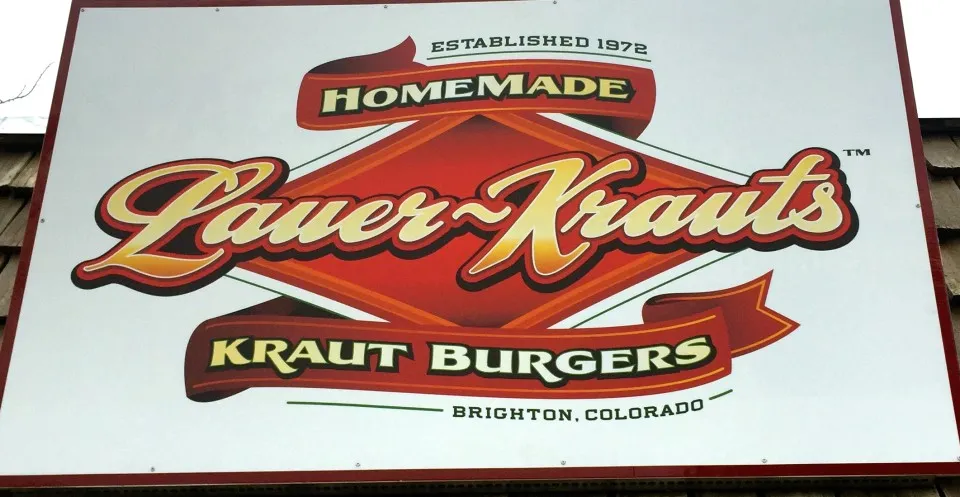 ESTABLISHED 1972
HOMEMADE
Lauer~Krauts™
KRAUT BURGERS
BRIGHTON, COLORADO